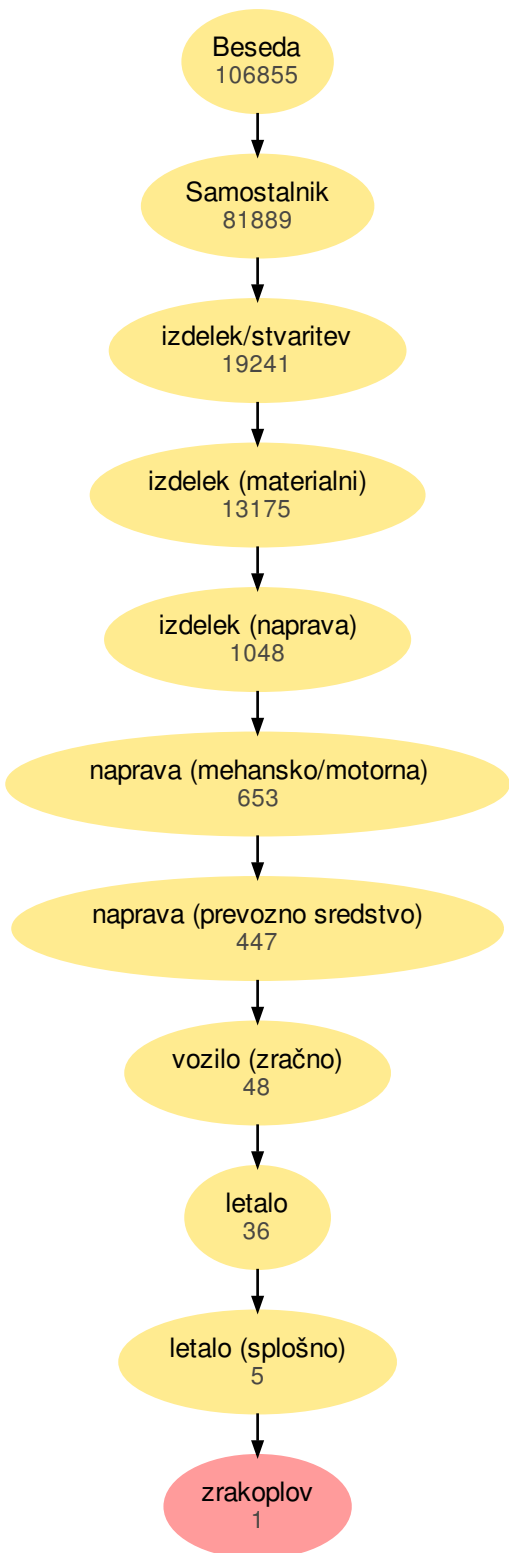 Beseda
106855
Samostalnik
81889
izdelek/stvaritev
19241
izdelek (materialni)
13175
izdelek (naprava)
1048
naprava (mehansko/motorna)
653
naprava (prevozno sredstvo)
447
vozilo (zračno)
48
letalo
36
letalo (splošno)
5
zrakoplov
1